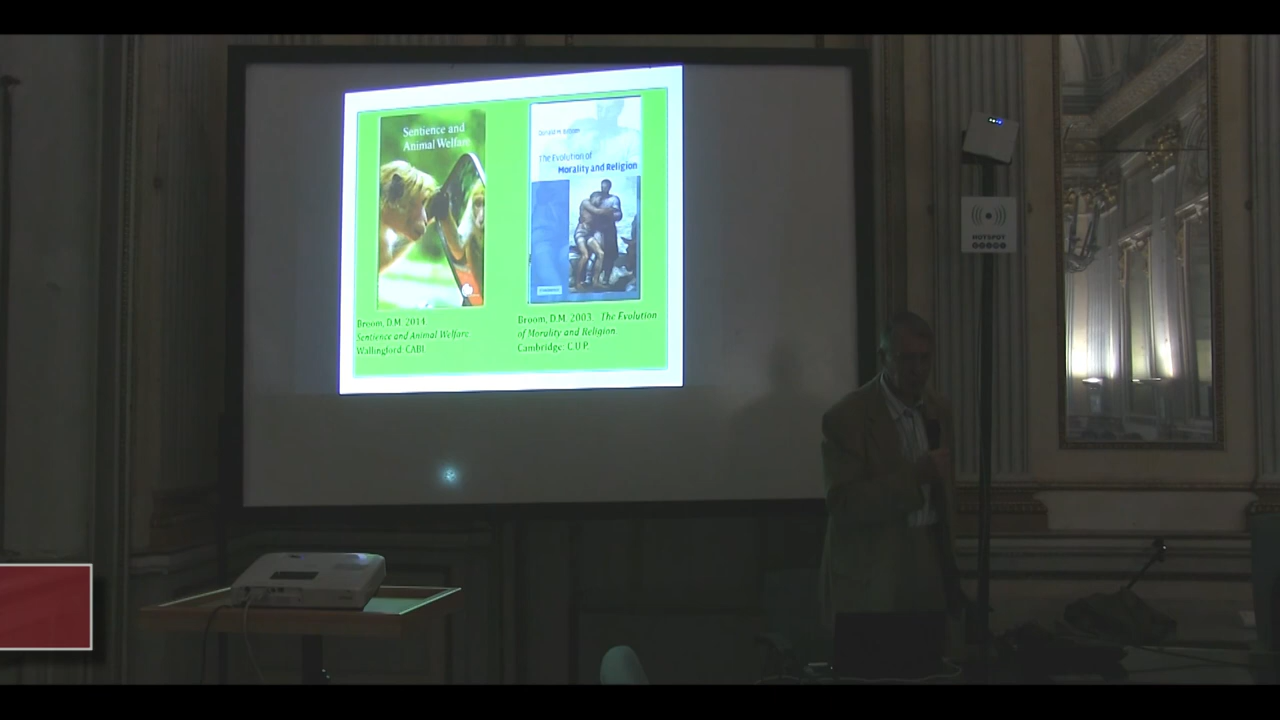 Sentience and
Animal Welfare
Donald M. Broom
The Evolution of
Morality and Religion
Broom, D.M. 2014.
Sentience and Animal Welfare
Wallingford: CABI
Broom, D.M. 2003. The Evolution
of Morality and Religion.
Cambridge: C.U.P.
HOTSPOT